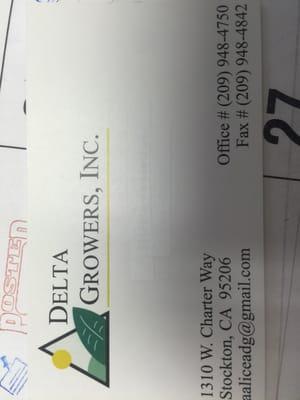 DELTA
GROWERS, INC.
1310 W. Charter Way
Stockton, CA 95206
aaliceadg@gmail.com
Office # (209) 948-4750
Fax # (209) 948-4842
POSTED
27